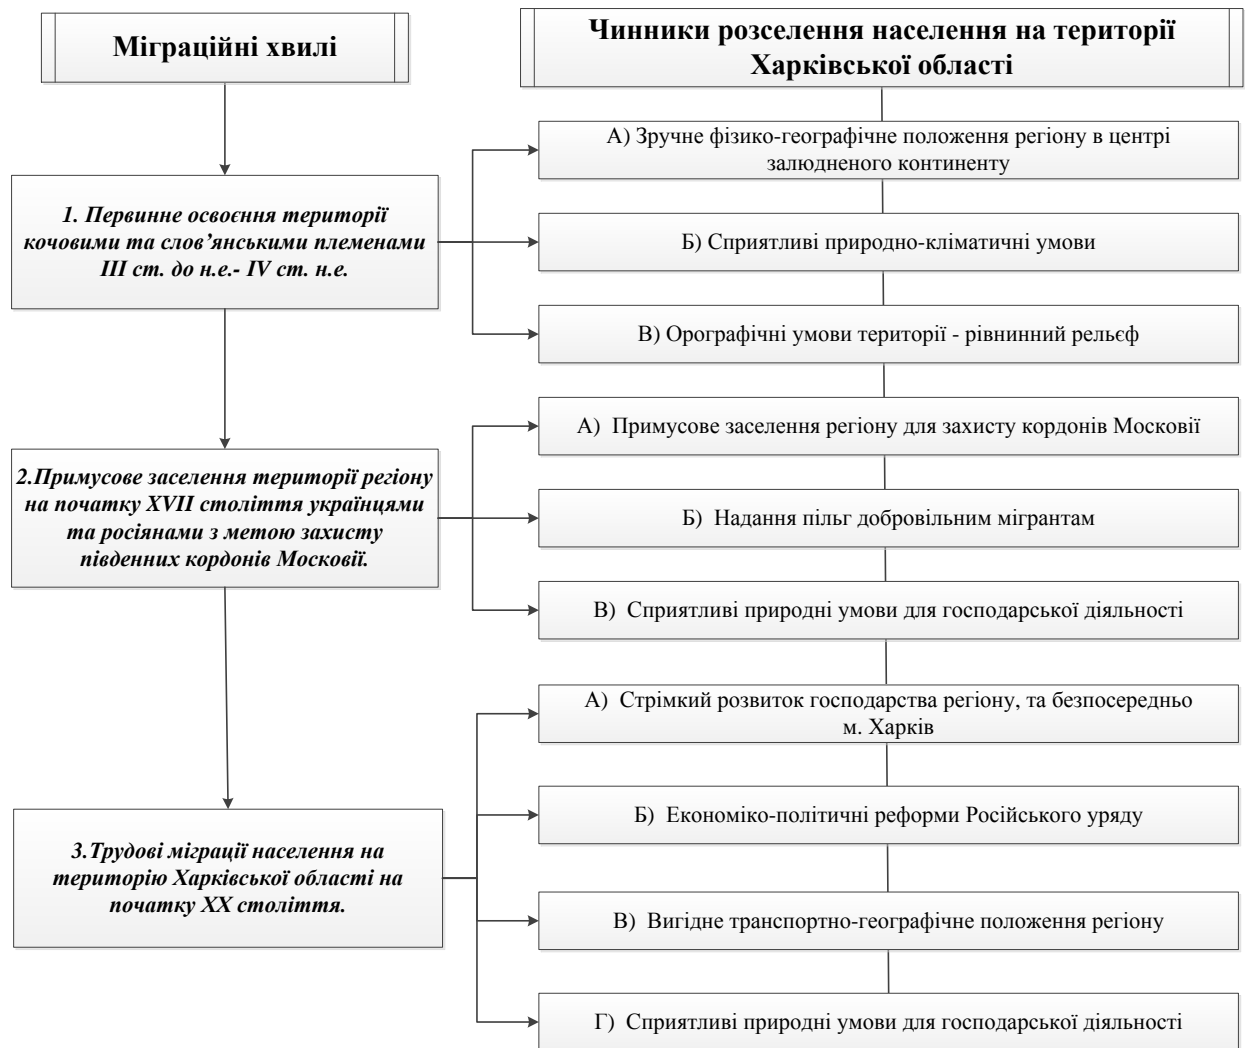 Міграційні хвилі
Чинники розселення населення на території
Харківської області
1. Первинне освоєння території
кочовими та слов’янськими племенами
III ст. до н.е.- IV ст. н.е.
А) Зручне фізико-географічне положення регіону в центрі
залюдненого континенту
Б) Сприятливі природно-кліматичні умови
В) Орографічні умови території - рівнинний рельєф
2.Примусове заселення території регіону
на початку XVII століття українцями
та росіянами з метою захисту
південних кордонів Московії.
А) Примусове заселення регіону для захисту кордонів Московії
Б) Надання пільг добровільним мігрантам
В) Сприятливі природні умови для господарської діяльності
3.Трудові міграції населення на
територію Харківської області на
початку XX століття.
А) Стрімкий розвиток господарства регіону, та безпосередньо
м. Харків
Б) Економіко-політичні реформи Російського уряду
В) Вигідне транспортно-географічне положення регіону
Г) Сприятливі природні умови для господарської діяльності